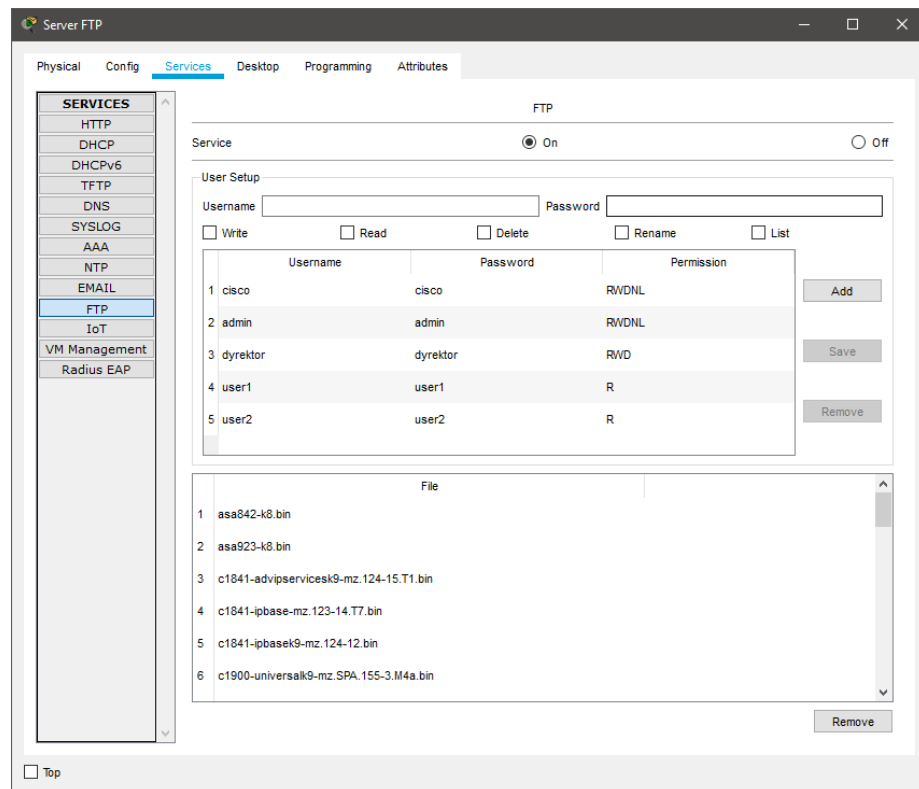 Server FTP
Physical Config Services Desktop Programming Attributes
SERVICES
HTTP
DHCP
DHCPv6
TFTP
DNS
SYSLOG
AAA
NTP
EMAIL
FTP
IoT
VM Management
Radius EAP
FTP
Service On Off
User Setup
Username Password
Write Read Delete Rename List
Username Password Permission
1 cisco cisco RWDNL
2 admin admin RWDNL
3 dyrektor dyrektor RWD
4 user1 user1 R
5 user2 user2 R
Add
Save
Remove
File
1 asa842-k8.bin
2 asa923-k8.bin
3 c1841-advipservicesk9-mz.124-15.T1.bin
4 c1841-ipbase-mz.123-14.T7.bin
5 c1841-ipbasek9-mz.124-12.bin
6 c1900-universalk9-mz.SPA.155-3.M4a.bin
Remove
Top